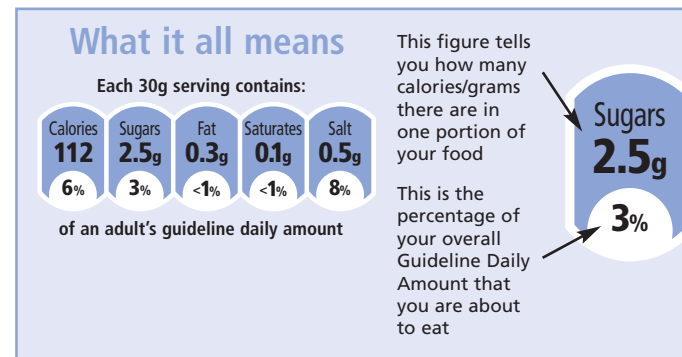 What it all means
Each 30g serving contains:
Calories Sugars Fat Saturates Salt
112 2.5g 0.3g 0.1g 0.5g
6% 3% <1% <1% 8%
of an adult's guideline daily amount
This figure tells
you how many
calories/grams
there are in
one portion of
your food
This is the
percentage of
your overall
Guideline Daily
Amount that
you are about
to eat
Sugars
2.5g
3%